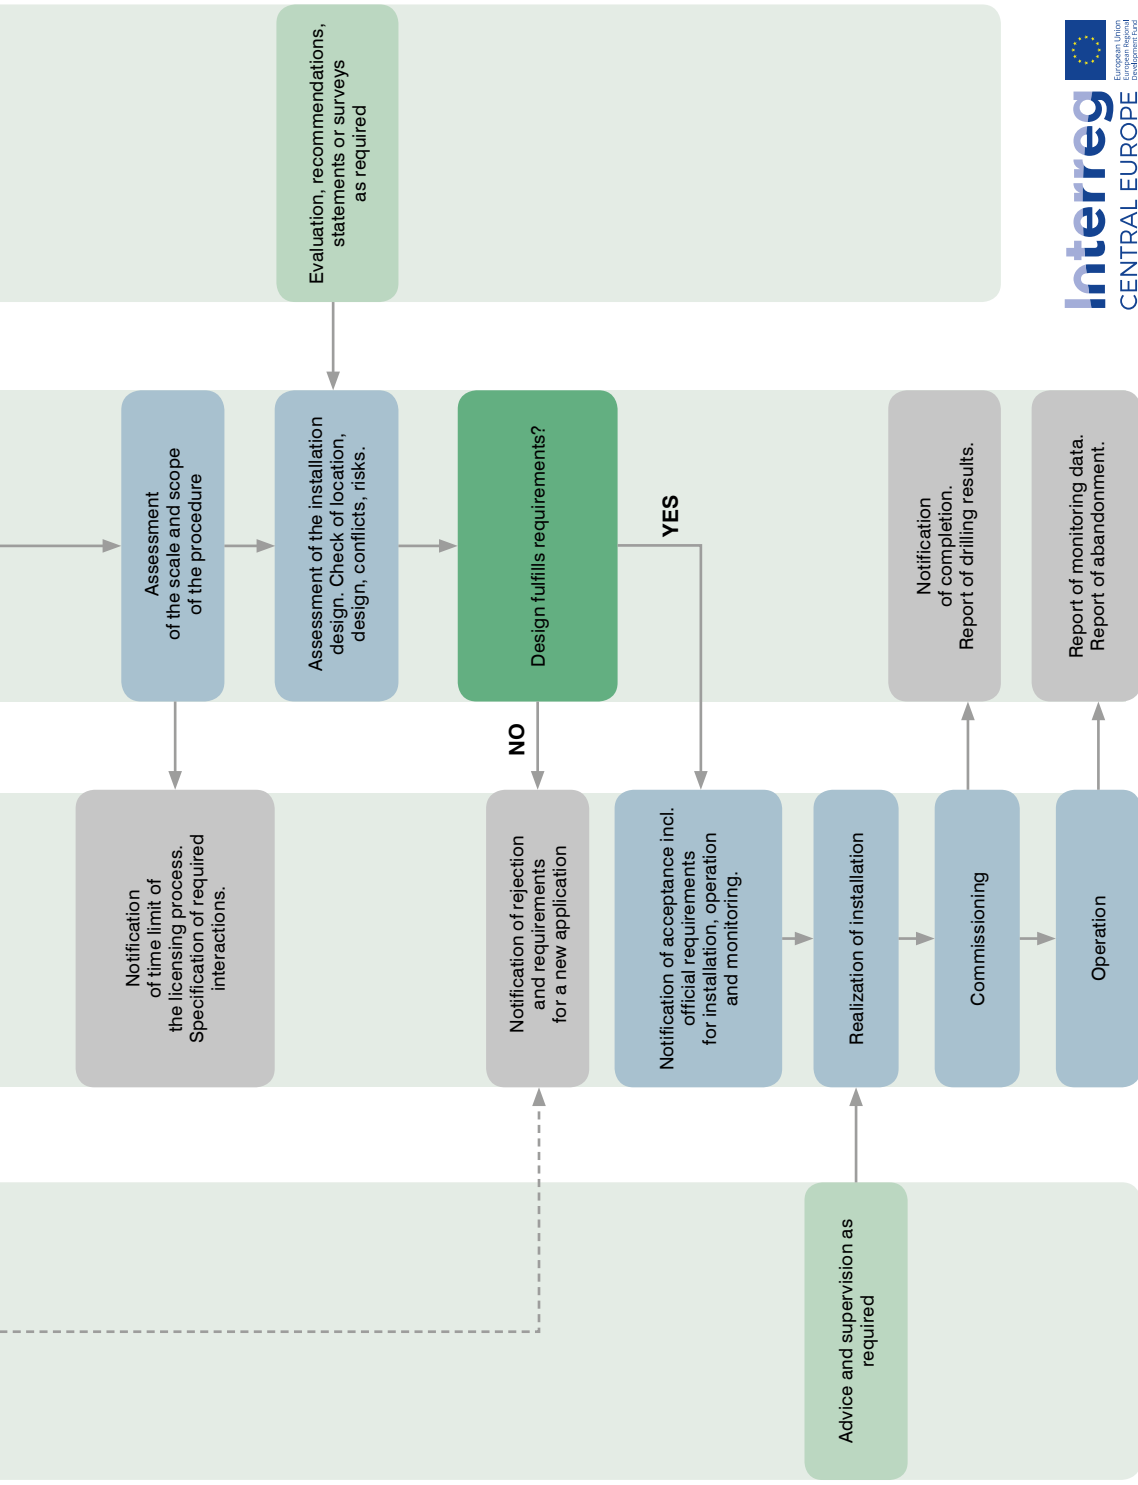 Evaluation, recommendations,
statements or surveys
as required
Assessment
of the scale and scope
of the procedure
Assessment of the installation
design. Check of location,
design, conflicts, risks.
Design fulfills requirements?
YES
NO
Notification
of completion.
Report of drilling results.
Report of monitoring data.
Report of abandonment.
Notification
of time limit of
the licensing process.
Specification of required
interactions.
Notification of rejection
and requirements
for a new application
Notification of acceptance incl.
official requirements
for installation, operation
and monitoring.
Realization of installation
Commissioning
Operation
Advice and supervision as
required
Interreg
CENTRAL EUROPE
European Union
European Regional
Development Fund